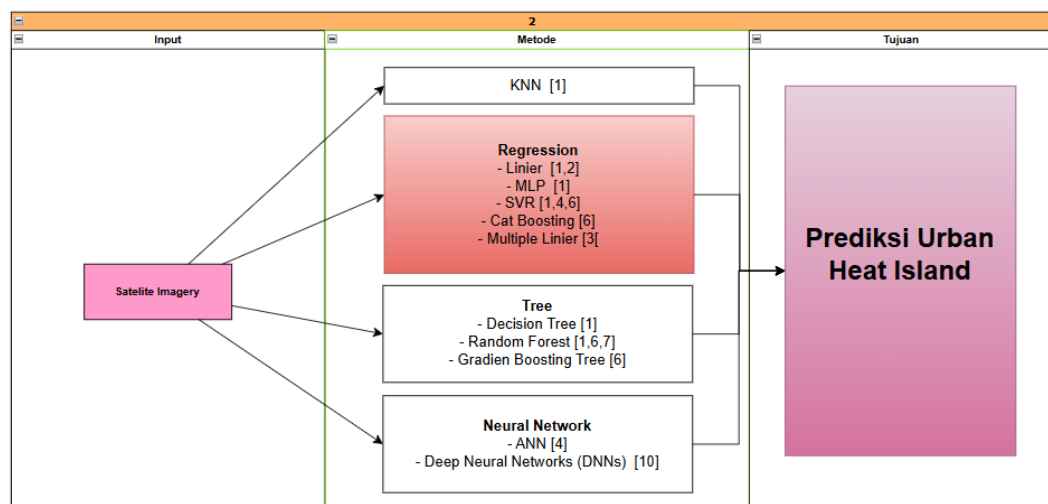 2
Input
Metode
Tujuan
KNN [1]
Regression
- Linier [1,2]
- MLP [1]
- SVR [1,4,6]
- Cat Boosting [6]
- Multiple Linier [3[
Satelite Imagery
Tree
- Decision Tree [1]
- Random Forest [1,6,7]
- Gradien Boosting Tree [6]
Neural Network
- ANN [4]
- Deep Neural Networks (DNNs) [10]
Prediksi Urban
Heat Island